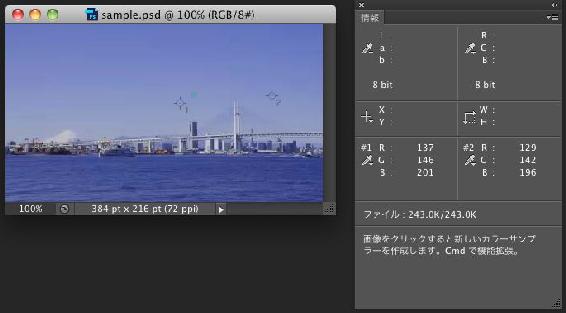 sample.psd @ 100% (RGB/8#)
100%
384 pt x 216 pt (72 ppi)
情報
L :
a :
b :
8 bit
R :
G :
B :
8 bit
X :
Y :
W :
H :
#1 R : 137
G : 146
B : 201
#2 R : 129
G : 142
B : 196
ファイル : 243.0K/243.0K
画像をクリックすると新しいカラーサンプ
ラーを作成します。Cmd で機能拡張。